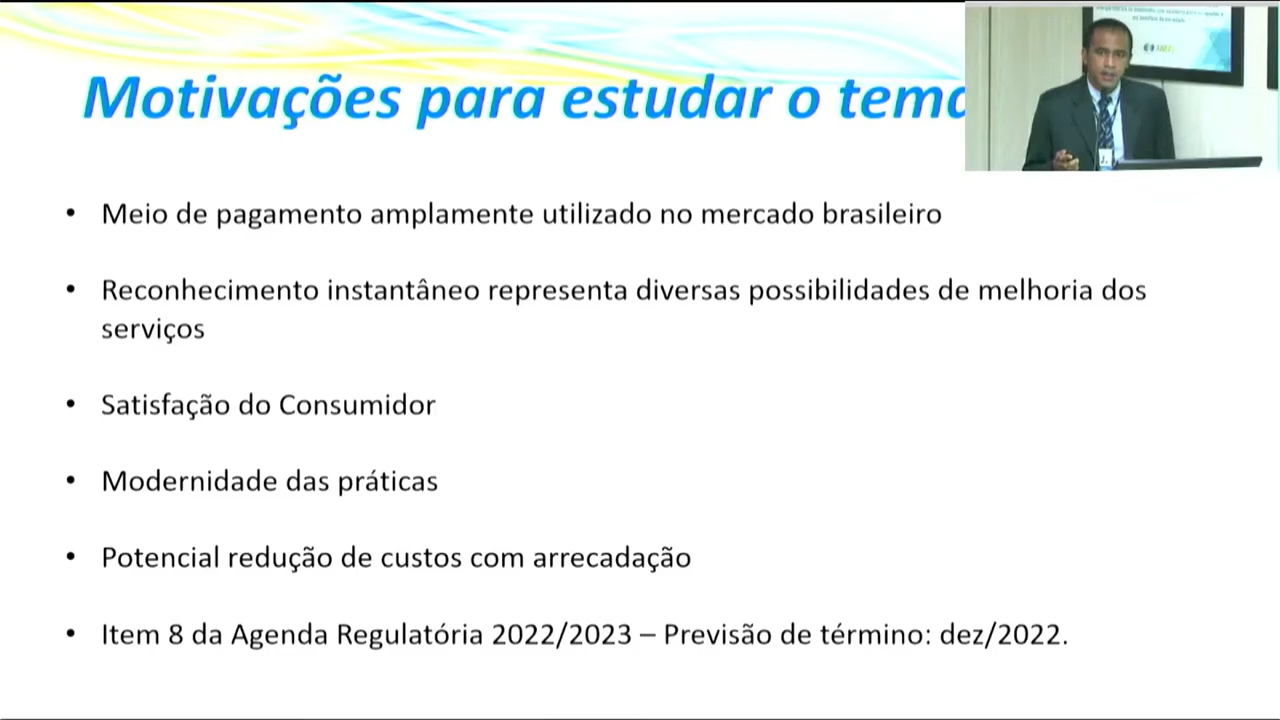 Motivações para estudar o tema
• Meio de pagamento amplamente utilizado no mercado brasileiro
• Reconhecimento instantâneo representa diversas possibilidades de melhoria dos
serviços
• Satisfação do Consumidor
• Modernidade das práticas
• Potencial redução de custos com arrecadação
• Item 8 da Agenda Regulatória 2022/2023 – Previsão de término: dez/2022.